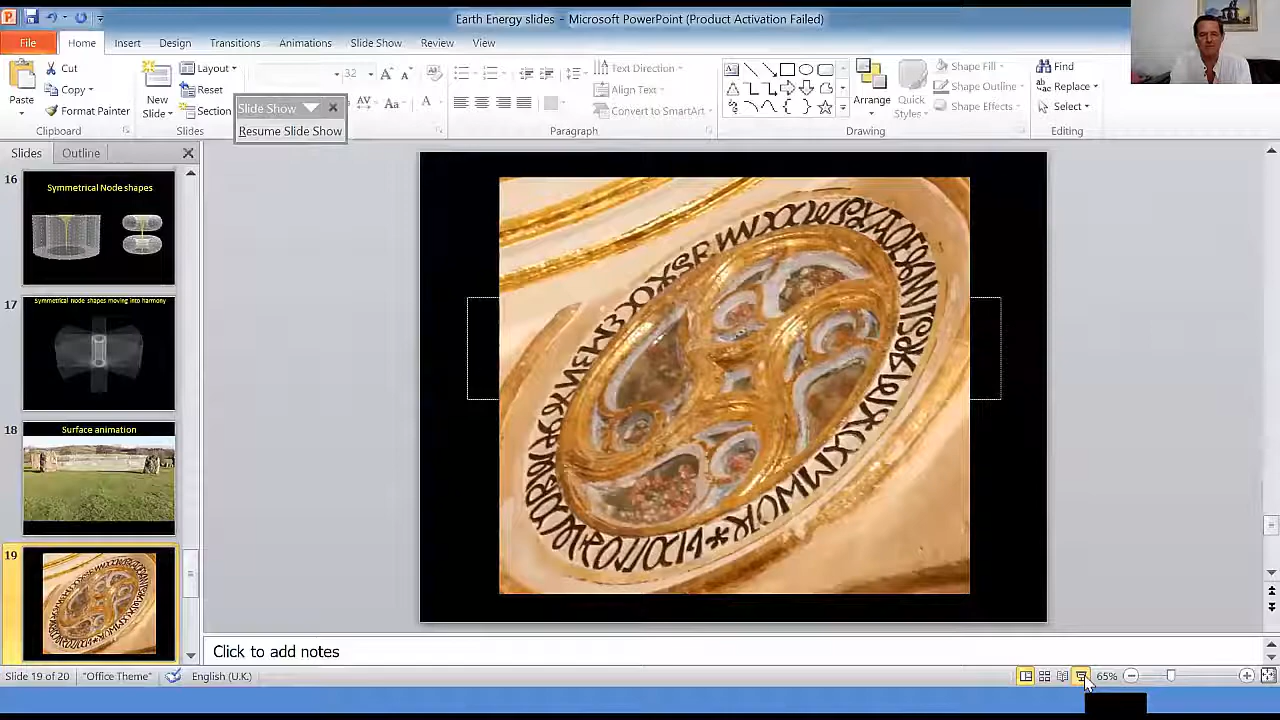 Earth Energy slides - Microsoft PowerPoint (Product Activation Failed)
File Home Insert Design Transitions Animations Slide Show Review View
Paste
Cut
Copy
Format Painter
Clipboard
New
Slide
Layout
Reset
Section
Slides
Slide Show
Resume Slide Show
32
Text Direction
Align Text
Convert to SmartArt
Paragraph
Arrange
Quick
Styles
Shape Fill
Shape Outline
Shape Effects
Drawing
Find
Replace
Select
Editing
Slides Outline
16
Symmetrical Node shapes
17
Symmetrical Node shapes moving into harmony
18
Surface animation
19
Click to add notes
Slide 19 of 20 "Office Theme" English (U.K.) 65%